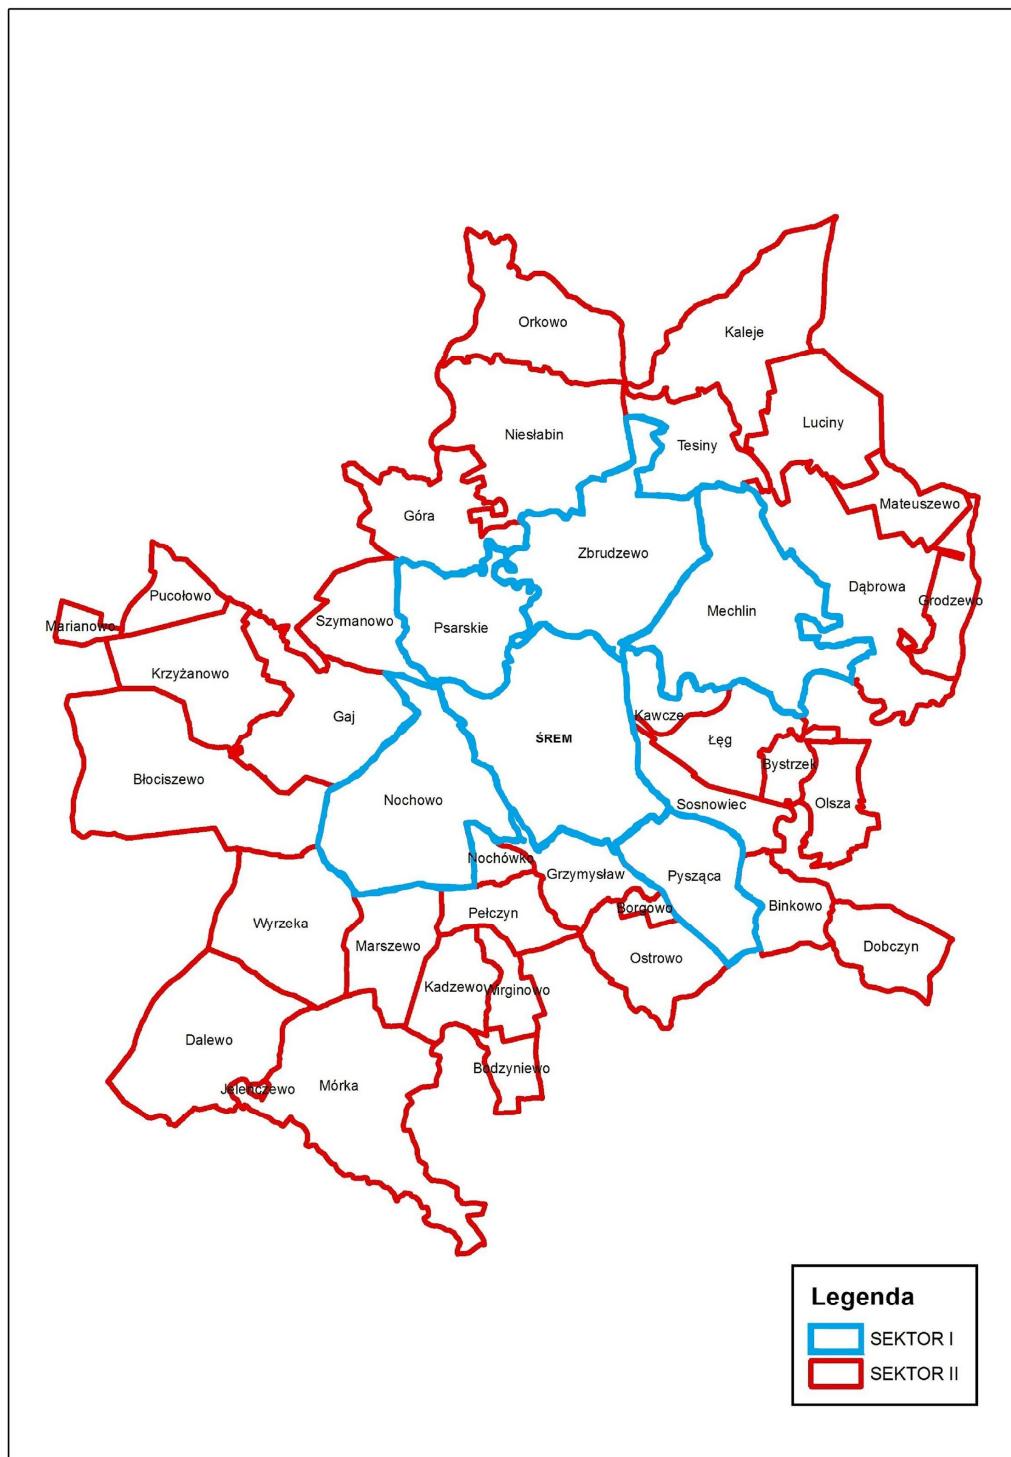 Orkowo
Kaleje
Luciny
Niesłabin
Tesiny
Mateuszewo
Góra
Zbrudzewo
Dąbrowa
Pucołowo
Grodzewo
Mechlin
Szymanowo
Marianowo
Psarskie
Krzyżanowo
Gaj
Kawcze
ŚREM
Łęg
Bystrzek
Błociszewo
Nochowo
Sosnowiec
Olsza
Nochówko
Grzymysław
Pysząca
Binkowo
Borgowo
Pełczyn
Wyrzeka
Marszewo
Dobczyn
Ostrowo
Kadzewo
Wirginowo
Dalewo
Bodzyniewo
Mórka
Jeleńczewo
Legenda
SEKTOR I
SEKTOR II